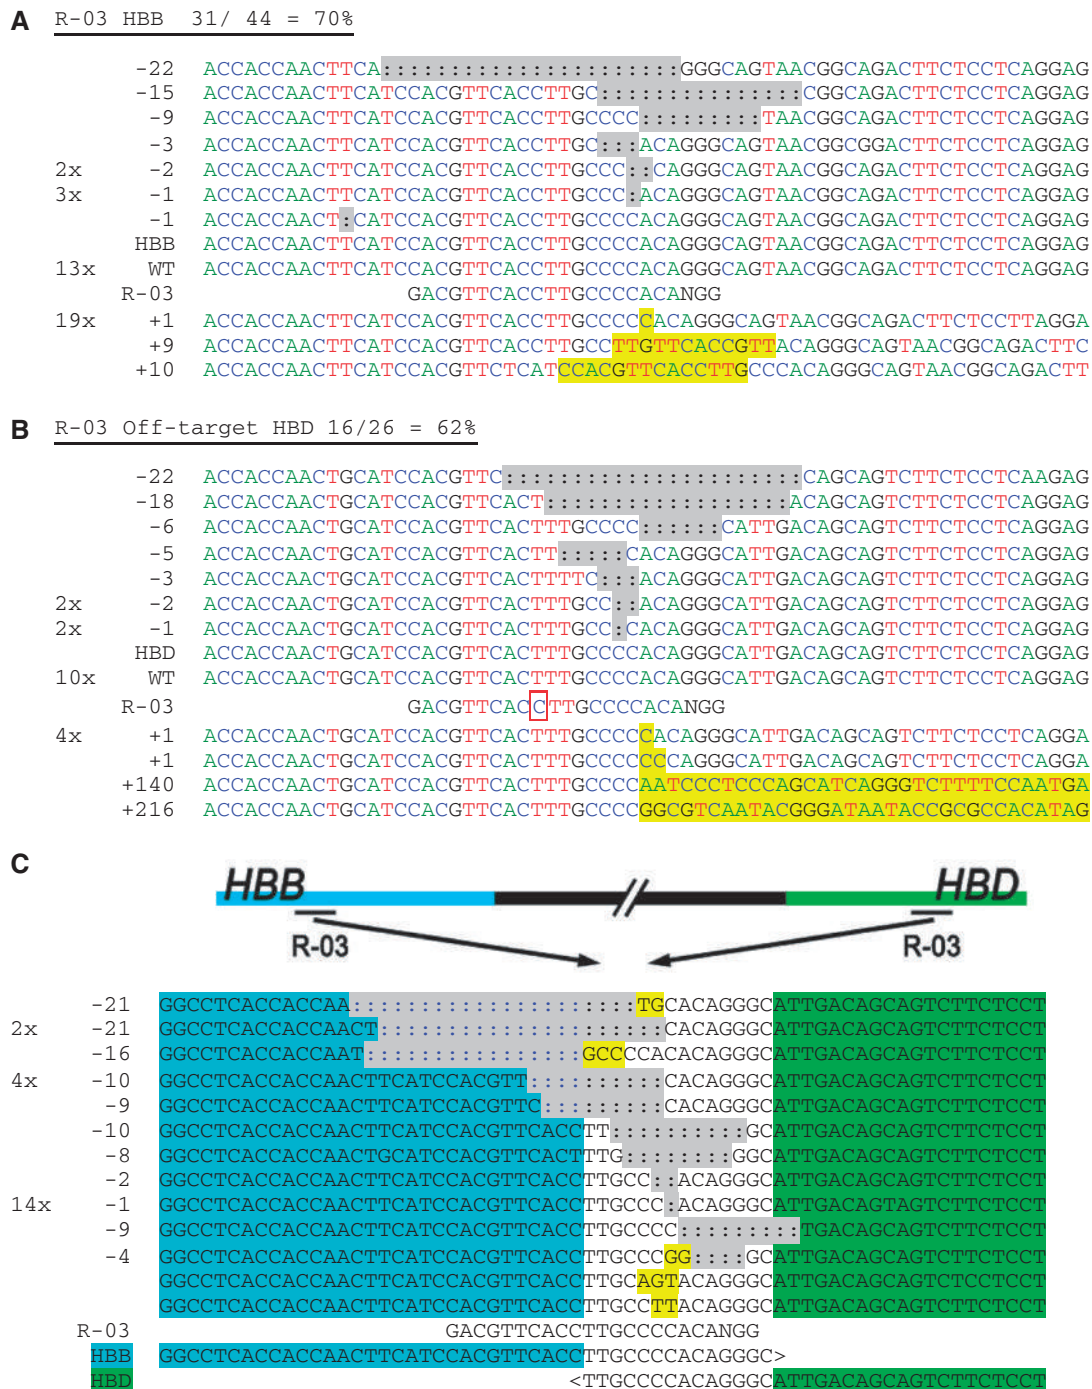 A R-03 HBB 31/ 44 = 70%
-22 ACCACCAACTTCA::::::::::::::::::::::GGGCAGTAACGGCAGACTTCTCCTCAGGAG
-15 ACCACCAACTTCATCCACGTTCACCTTGC:::::::::::::::CGGCAGACTTCTCCTCAGGAG
-9 ACCACCAACTTCATCCACGTTCACCTTGCCCC:::::::::TAACGGCAGACTTCTCCTCAGGAG
-3 ACCACCAACTTCATCCACGTTCACCTTGC:::ACAGGGCAGTAACGGCGGACTTCTCCTCAGGAG
2x -2 ACCACCAACTTCATCCACGTTCACCTTGCCC::CAGGGCAGTAACGGCAGACTTCTCCTCAGGAG
3x -1 ACCACCAACTTCATCCACGTTCACCTTGCCC:ACAGGGCAGTAACGGCAGACTTCTCCTCAGGAG
-1 ACCACCAACT:CATCCACGTTCACCTTGCCCCACAGGGCAGTAACGGCAGACTTCTCCTCAGGAG
HBB ACCACCAACTTCATCCACGTTCACCTTGCCCCACAGGGCAGTAACGGCAGACTTCTCCTCAGGAG
13x WT ACCACCAACTTCATCCACGTTCACCTTGCCCCACAGGGCAGTAACGGCAGACTTCTCCTCAGGAG
R-03 GACGTTCACCTTGCCCCACANGG
19x +1 ACCACCAACTTCATCCACGTTCACCTTGCCCCCACAGGGCAGTAACGGCAGACTTCTCCTTAGGA
+9 ACCACCAACTTCATCCACGTTCACCTTGCCTTGTTCACCGTTACAGGGCAGTAACGGCAGACTTC
+10 ACCACCAACTTCATCCACGTTCTCATCCACGTTCACCTTGCCCACAGGGCAGTAACGGCAGACTT
B R-03 Off-target HBD 16/26 = 62%
-22 ACCACCAACTGCATCCACGTTC::::::::::::::::::::::CAGCAGTCTTCTCCTCAAGAG
-18 ACCACCAACTGCATCCACGTTCACT::::::::::::::::::ACAGCAGTCTTCTCCTCAGGAG
-6 ACCACCAACTGCATCCACGTTCACTTTGCCCC::::::CATTGACAGCAGTCTTCTCCTCAGGAG
-5 ACCACCAACTGCATCCACGTTCACTT:::::CACAGGGCATTGACAGCAGTCTTCTCCTCAGGAG
-3 ACCACCAACTGCATCCACGTTCACTTTTC:::ACAGGGCATTGACAGCAGTCTTCTCCTCAGGAG
2x -2 ACCACCAACTGCATCCACGTTCACTTTGCC::ACAGGGCATTGACAGCAGTCTTCTCCTCAGGAG
2x -1 ACCACCAACTGCATCCACGTTCACTTTGCC:CACAGGGCATTGACAGCAGTCTTCTCCTCAGGAG
HBD ACCACCAACTGCATCCACGTTCACTTTGCCCCACAGGGCATTGACAGCAGTCTTCTCCTCAGGAG
10x WT ACCACCAACTGCATCCACGTTCACTTTGCCCCACAGGGCATTGACAGCAGTCTTCTCCTCAGGAG
R-03 GACGTTCACCTTGCCCCACANGG
4x +1 ACCACCAACTGCATCCACGTTCACTTTGCCCCCACAGGGCATTGACAGCAGTCTTCTCCTCAGGA
+1 ACCACCAACTGCATCCACGTTCACTTTGCCCCCCCAGGGCATTGACAGCAGTCTTCTCCTCAGGA
+140 ACCACCAACTGCATCCACGTTCACTTTGCCCCAATCCCTCCCAGCATCAGGGTCTTTTCCAATGA
+216 ACCACCAACTGCATCCACGTTCACTTTGCCCCGGCGTCAATACGGGATAATACCGCGCCACATAG
C
HBB HBD
R-03 R-03
-21 GGCCTCACCACCAA:::::::::::::::::::::TGCACAGGGCATTGACAGCAGTCTTCTCCT
2x -21 GGCCTCACCACCAACT:::::::::::::::::::::CACAGGGCATTGACAGCAGTCTTCTCCT
-16 GGCCTCACCACCAAT::::::::::::::::GCCCCACACAGGGCATTGACAGCAGTCTTCTCCT
4x -10 GGCCTCACCACCAACTTCATCCACGTT::::::::::CACAGGGCATTGACAGCAGTCTTCTCCT
-9 GGCCTCACCACCAACTTCATCCACGTTC:::::::::CACAGGGCATTGACAGCAGTCTTCTCCT
-10 GGCCTCACCACCAACTTCATCCACGTTCACCTT::::::::::GCATTGACAGCAGTCTTCTCCT
-8 GGCCTCACCACCAACTGCATCCACGTTCACTTTG::::::::GGCATTGACAGCAGTCTTCTCCT
-2 GGCCTCACCACCAACTTCATCCACGTTCACCTTGCC::ACAGGGCATTGACAGCAGTCTTCTCCT
14x -1 GGCCTCACCACCAACTTCATCCACGTTCACCTTGCCC:ACAGGGCATTGACAGTAGTCTTCTCCT
-9 GGCCTCACCACCAACTTCATCCACGTTCACCTTGCCCC:::::::::TGACAGCAGTCTTCTCCT
-4 GGCCTCACCACCAACTTCATCCACGTTCACCTTGCCCGG::::GCATTGACAGCAGTCTTCTCCT
GGCCTCACCACCAACTTCATCCACGTTCACCTTGCAGTACAGGGCATTGACAGCAGTCTCCTCCT
GGCCTCACCACCAACTTCATCCACGTTCACCTTGCCTTACAGGGCATTGACAGCAGTCTTCTCCT
R-03 GACGTTCACCTTGCCCCACANGG
HBB GGCCTCACCACCAACTTCATCCACGTTCACCTTGCCCCACAGGGC>
HBD <TTGCCCCACAGGGCATTGACAGCAGTCTTCTCCT